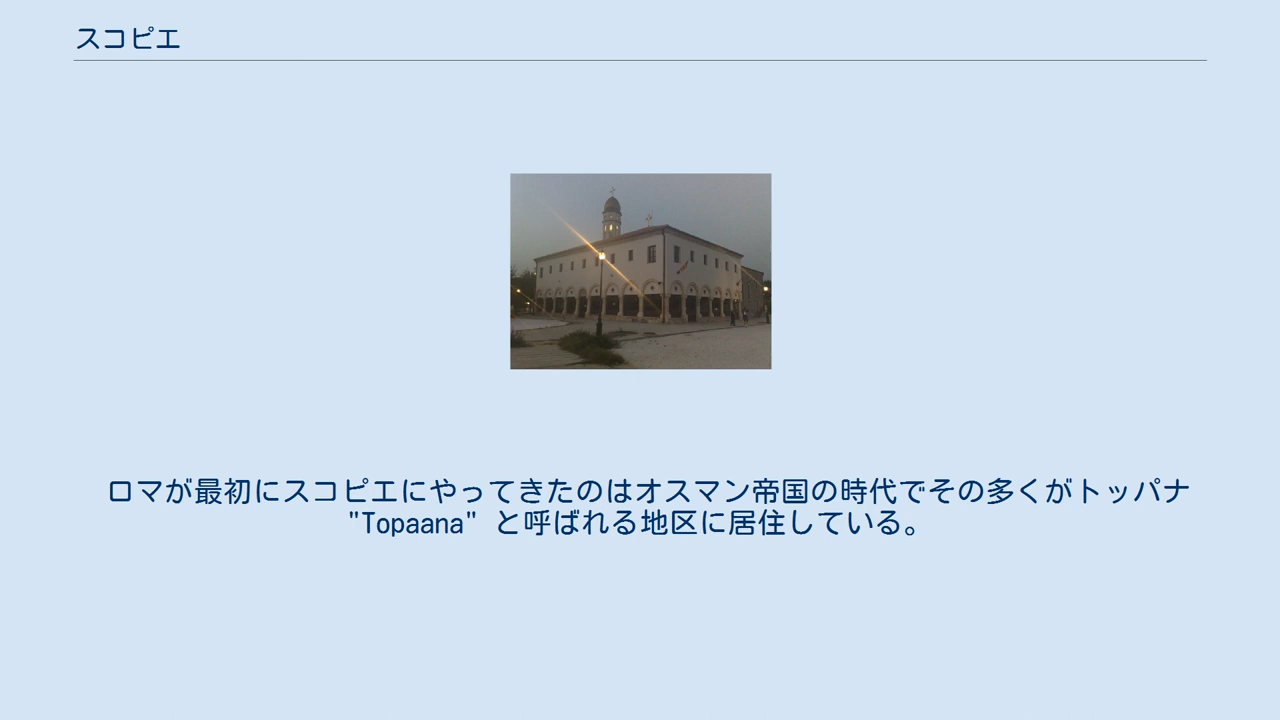 スコピエ
ロマが最初にスコピエにやってきたのはオスマン帝国の時代でその多くがトッパナ
"Topaana" と呼ばれる地区に居住している。